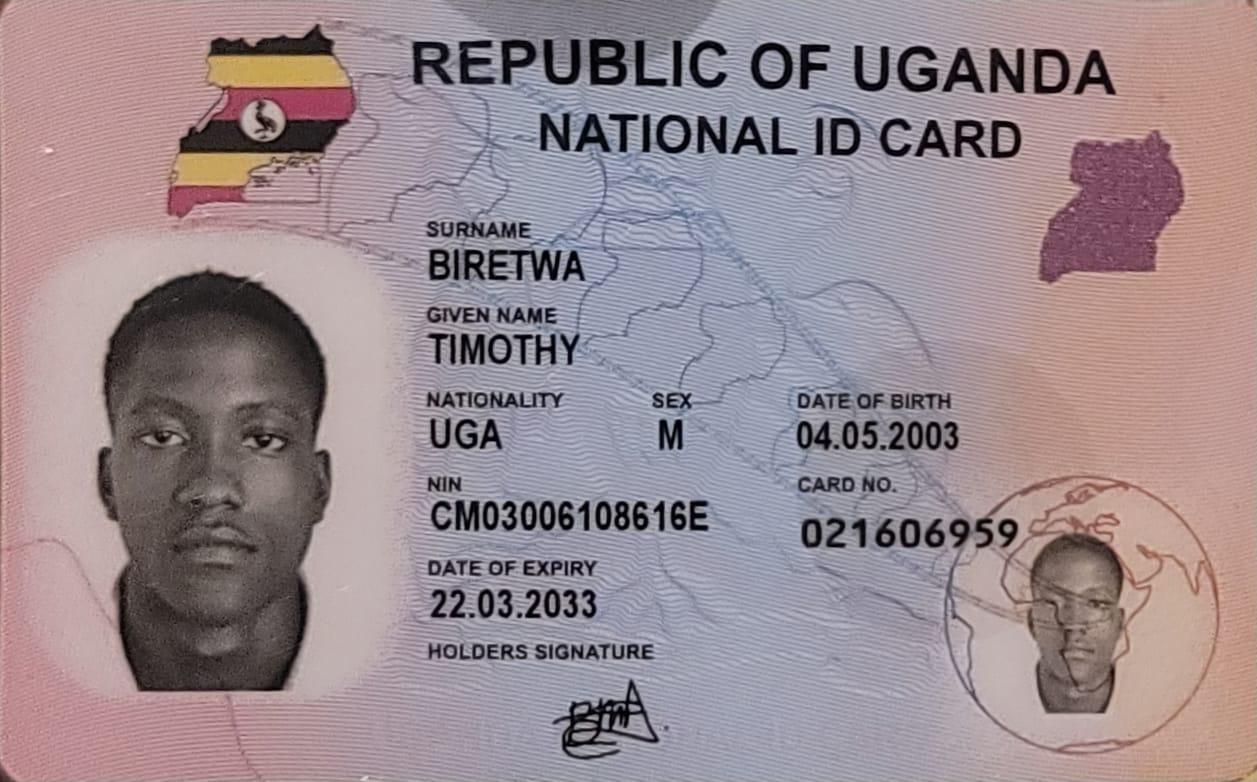 REPUBLIC OF UGANDA
NATIONAL ID CARD
SURNAME
BIRETWA
GIVEN NAME
TIMOTHY
NATIONALITY SEX DATE OF BIRTH
UGA M 04.05.2003
NIN CARD NO.
CM03006108616E 021606959
DATE OF EXPIRY
22.03.2033
HOLDERS SIGNATURE